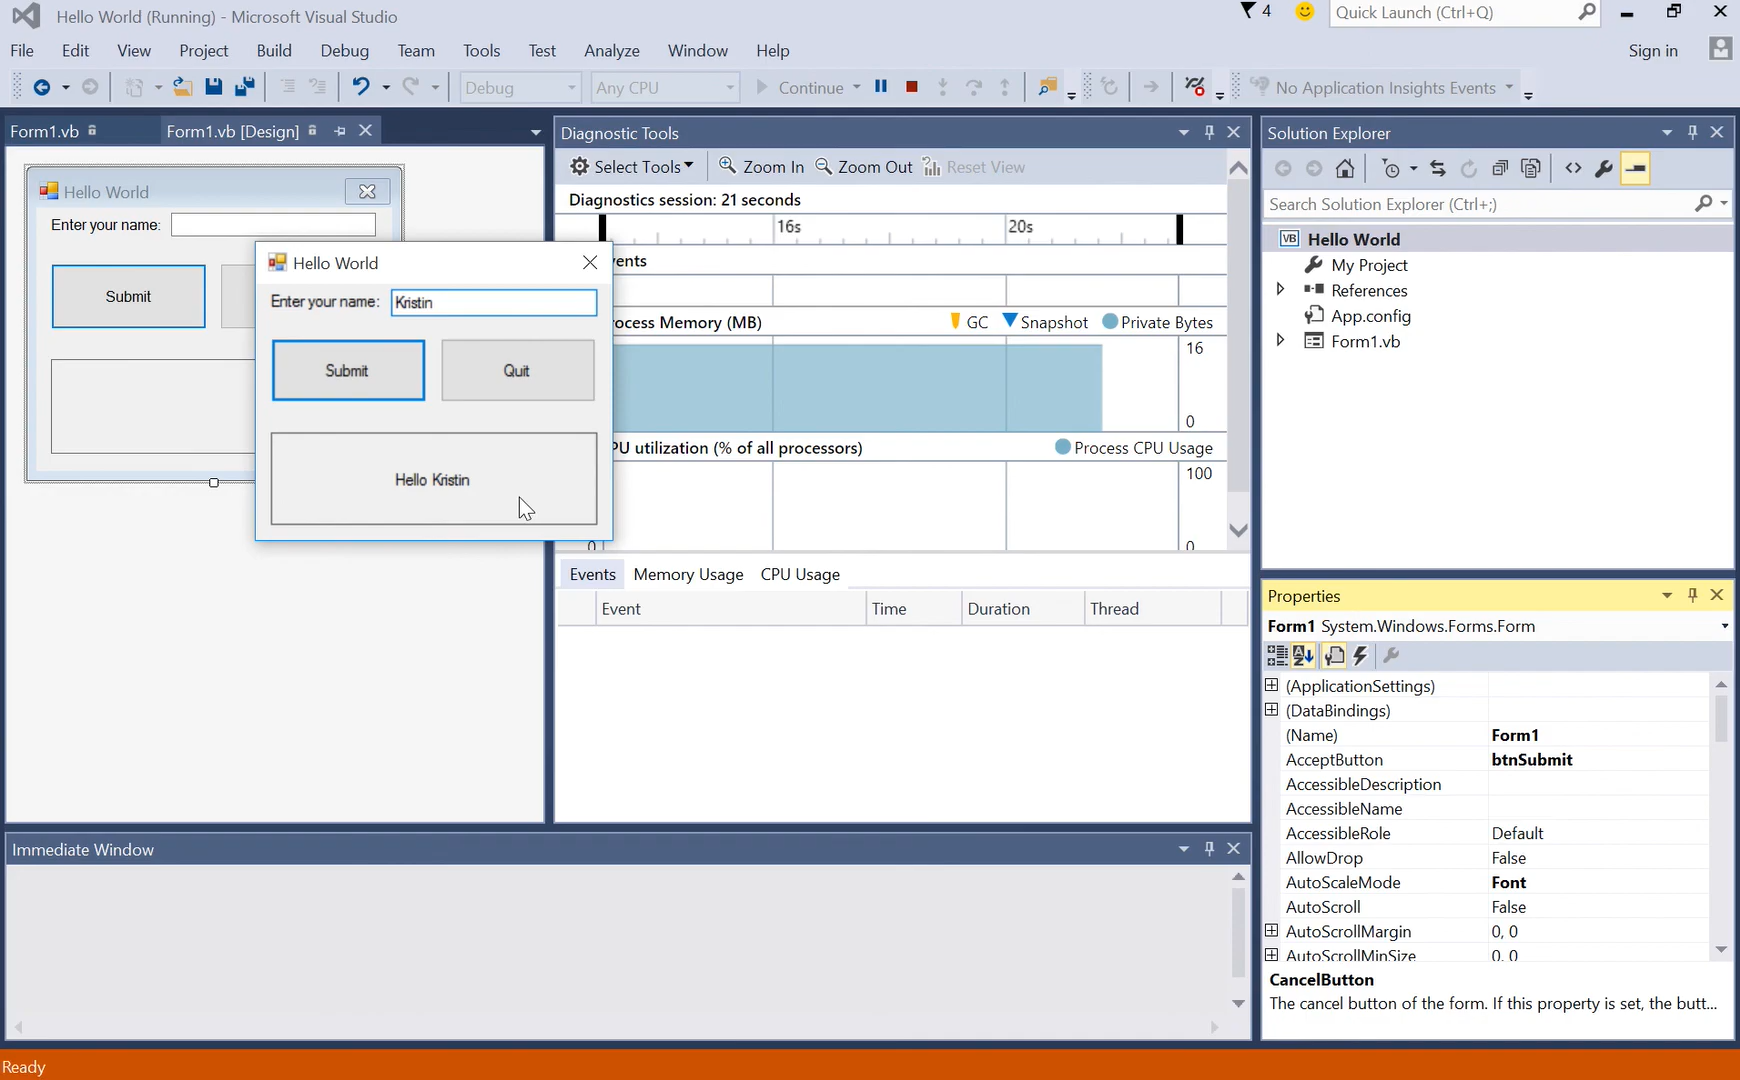 Hello World (Running) - Microsoft Visual Studio
4
Quick Launch (Ctrl+Q)
File Edit View Project Build Debug Team Tools Test Analyze Window Help
Sign in
Debug Any CPU Continue No Application Insights Events
Form1.vb Form1.vb [Design]
Hello World
Enter your name:
Submit
Hello World
Enter your name: Kristin
Submit Quit
Hello Kristin
Diagnostic Tools
Select Tools Zoom In Zoom Out Reset View
Diagnostics session: 21 seconds
16s 20s
ents
ocess Memory (MB) GC Snapshot Private Bytes
16
0
PU utilization (% of all processors) Process CPU Usage
100
0 0
Events Memory Usage CPU Usage
Event Time Duration Thread
Immediate Window
Solution Explorer
Search Solution Explorer (Ctrl+;)
VB Hello World
My Project
References
App.config
Form1.vb
Properties
Form1 System.Windows.Forms.Form
(ApplicationSettings)
(DataBindings)
(Name) Form1
AcceptButton btnSubmit
AccessibleDescription
AccessibleName
AccessibleRole Default
AllowDrop False
AutoScaleMode Font
AutoScroll False
AutoScrollMargin 0, 0
AutoScrollMinSize 0, 0
CancelButton
The cancel button of the form. If this property is set, the butt...
Ready